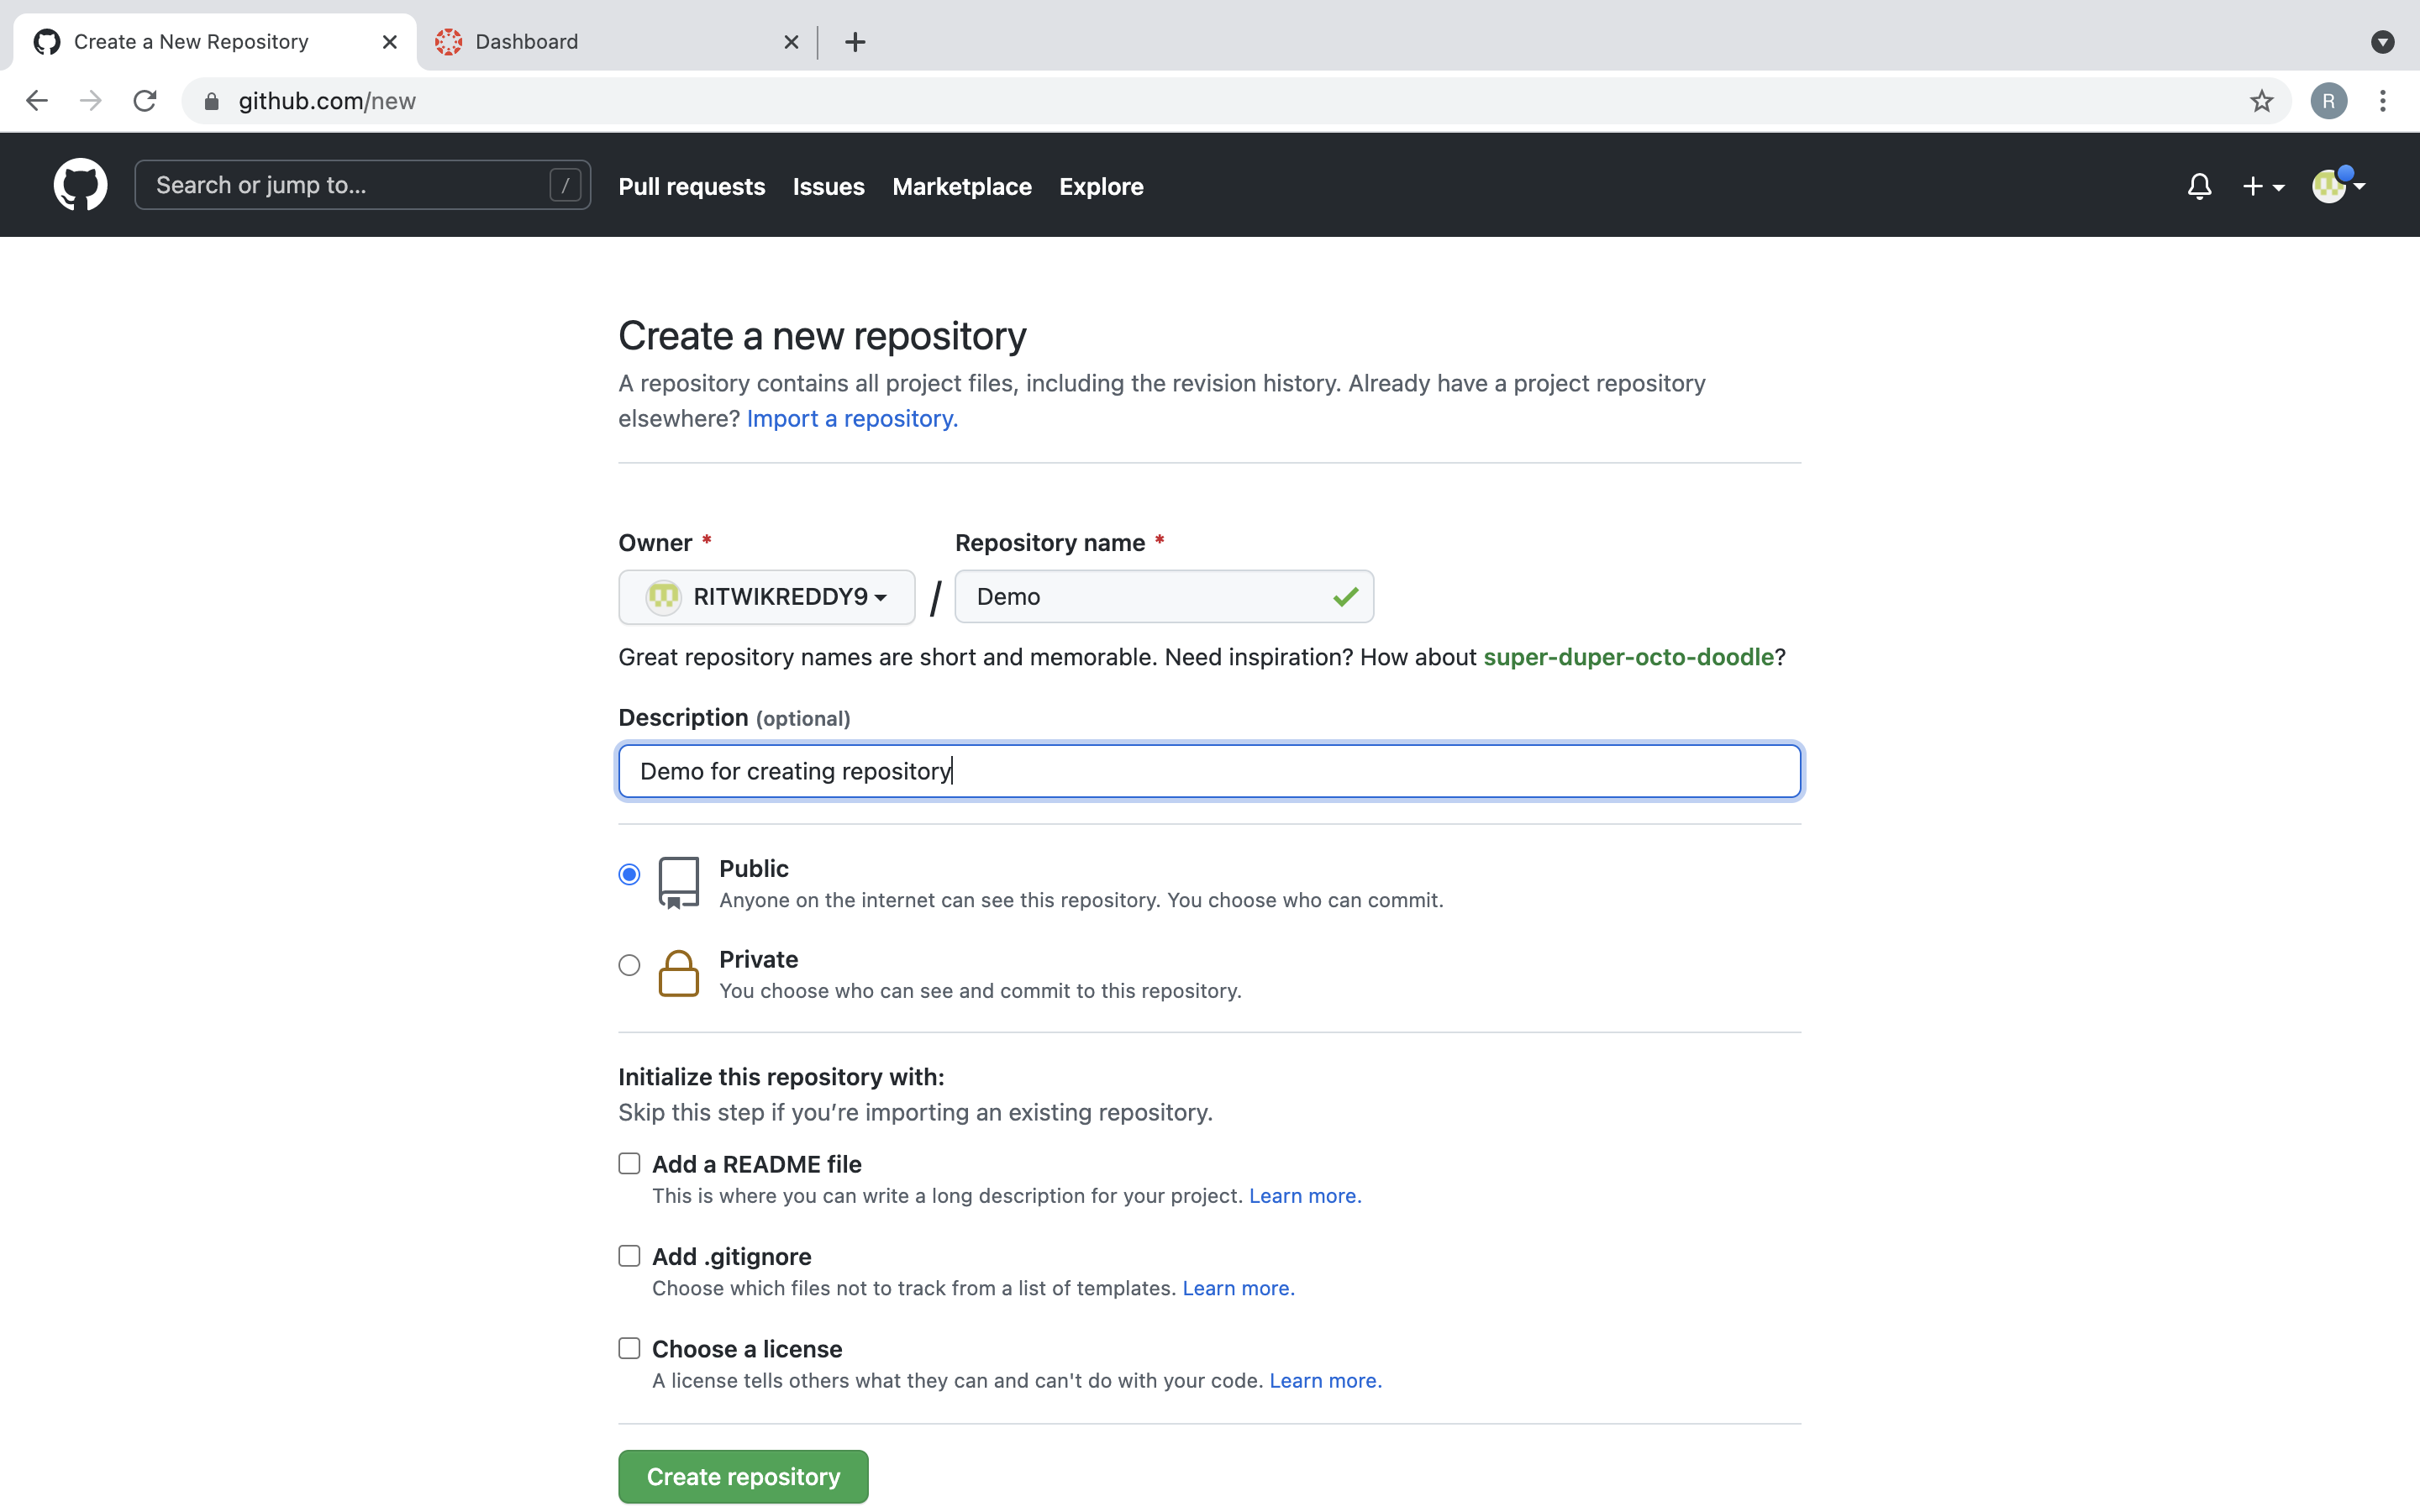 Create a New Repository
Dashboard
github.com/new
R
Search or jump to...
/
Pull requests
Issues
Marketplace
Explore
Create a new repository
A repository contains all project files, including the revision history. Already have a project repository
elsewhere? Import a repository.
Owner *
Repository name *
RITWIKREDDY9
/
Demo
Great repository names are short and memorable. Need inspiration? How about super-duper-octo-doodle?
Description (optional)
Demo for creating repository
Public
Anyone on the internet can see this repository. You choose who can commit.
Private
You choose who can see and commit to this repository.
Initialize this repository with:
Skip this step if you’re importing an existing repository.
Add a README file
This is where you can write a long description for your project. Learn more.
Add .gitignore
Choose which files not to track from a list of templates. Learn more.
Choose a license
A license tells others what they can and can't do with your code. Learn more.
Create repository